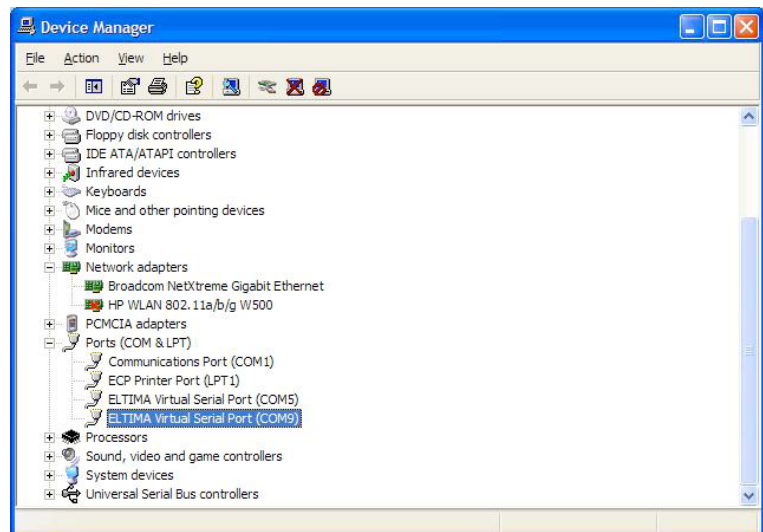 Device Manager
File Action View Help
DVD/CD-ROM drives
Floppy disk controllers
IDE ATA/ATAPI controllers
Infrared devices
Keyboards
Mice and other pointing devices
Modems
Monitors
Network adapters
Broadcom NetXtreme Gigabit Ethernet
HP WLAN 802.11a/b/g W500
PCMCIA adapters
Ports (COM & LPT)
Communications Port (COM1)
ECP Printer Port (LPT1)
ELTIMA Virtual Serial Port (COM5)
ELTIMA Virtual Serial Port (COM9)
Processors
Sound, video and game controllers
System devices
Universal Serial Bus controllers